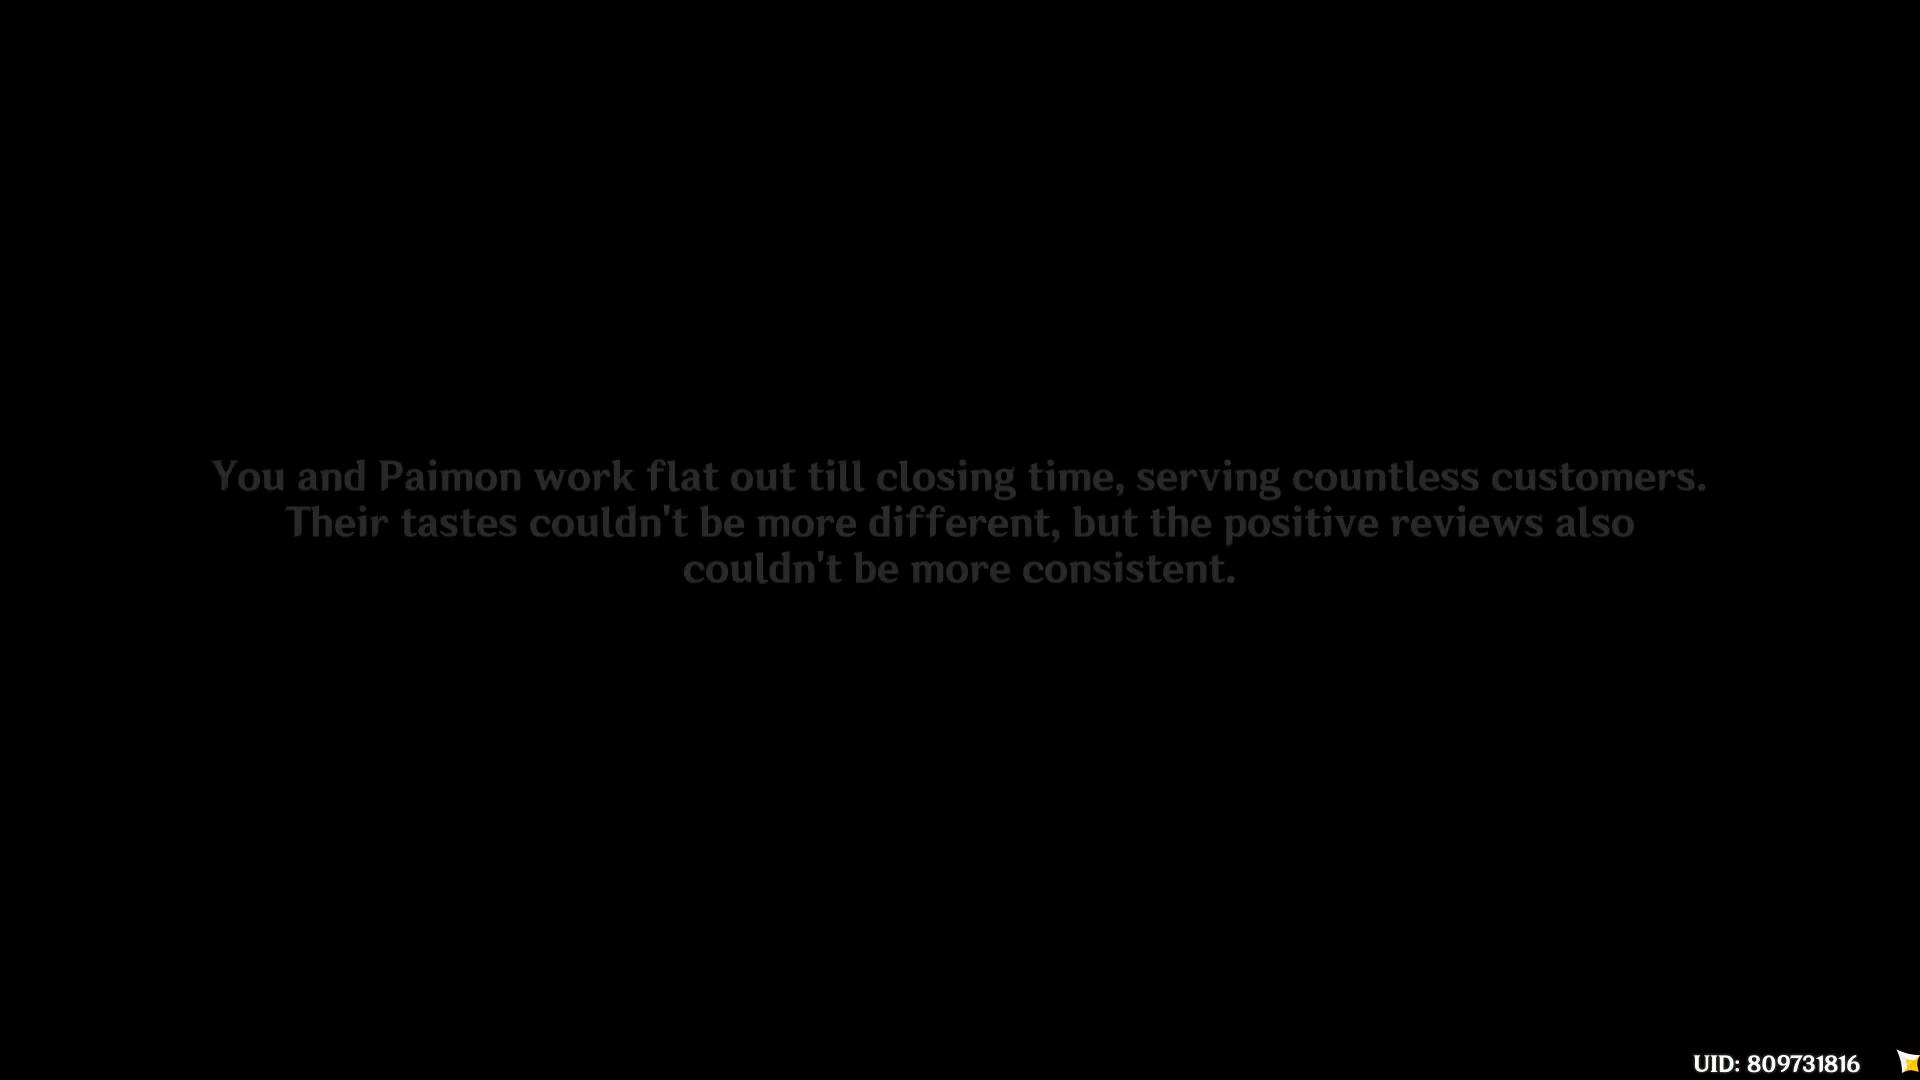 You and Paimon work flat out till closing time, serving countless customers.
Their tastes couldn't be more different, but the positive reviews also
couldn't be more consistent.
UID: 809731816